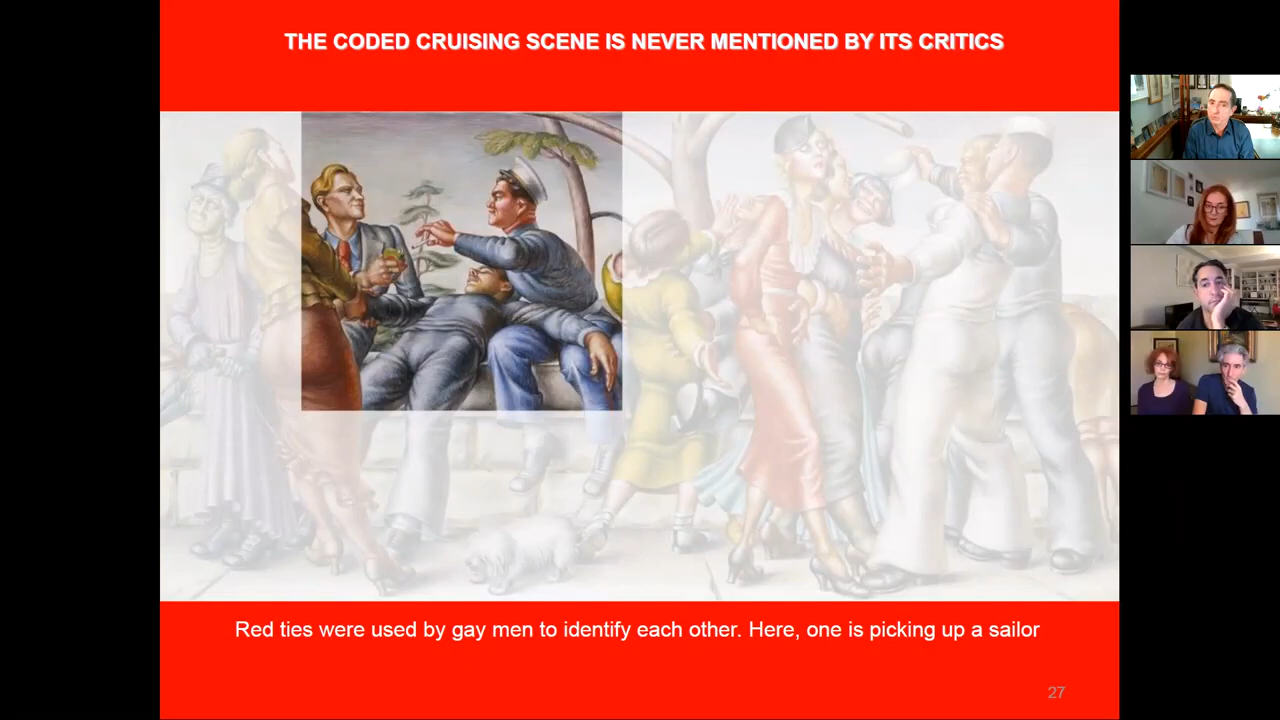 THE CODED CRUISING SCENE IS NEVER MENTIONED BY ITS CRITICS
Red ties were used by gay men to identify each other. Here, one is picking up a sailor
27